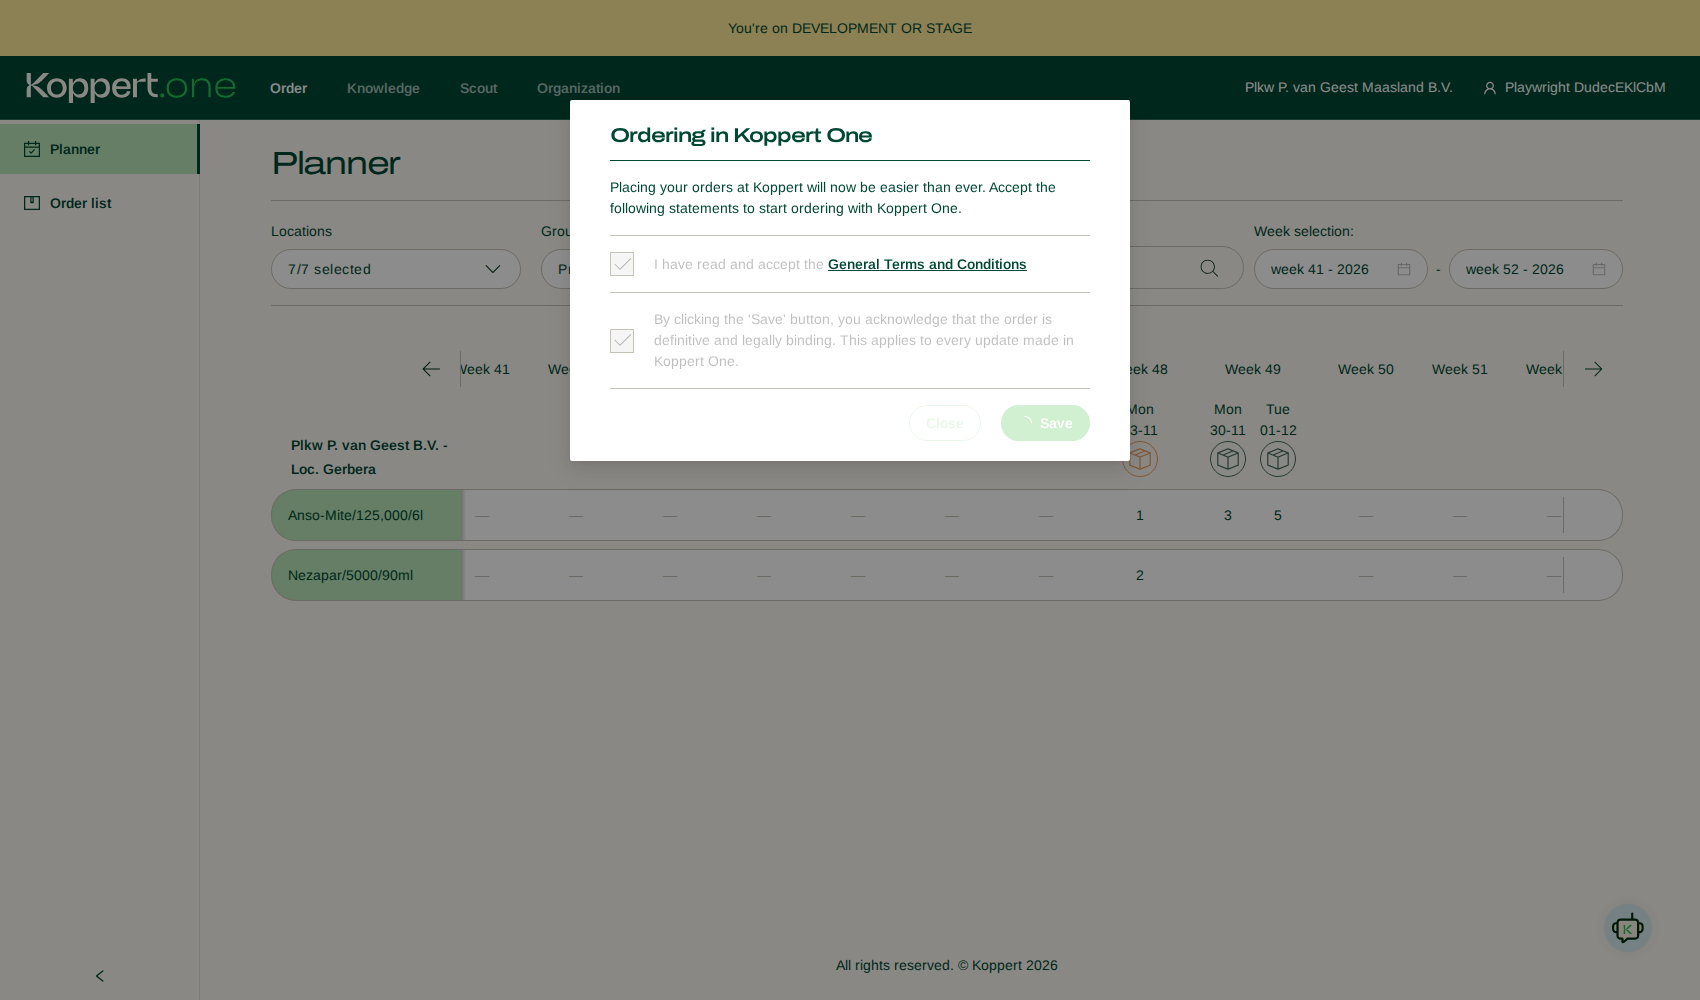 You're on DEVELOPMENT OR STAGE
Koppert.one
Order
Knowledge
Scout
Organization
Plkw P. van Geest Maasland B.V.
Playwright DudecEKlCbM
Planner
Order list
Planner
Locations
7/7 selected
Week selection:
week 41 - 2026
-
week 52 - 2026
Ordering in Koppert One
Placing your orders at Koppert will now be easier than ever. Accept the
following statements to start ordering with Koppert One.
I have read and accept the General Terms and Conditions
By clicking the 'Save' button, you acknowledge that the order is
definitive and legally binding. This applies to every update made in
Koppert One.
Close
Save
Week 41
48
Week 49
Week 50
Week 51
Week
Mon
3-11
Mon
30-11
Tue
01-12
Plkw P. van Geest B.V. -
Loc. Gerbera
Anso-Mite/125,000/6l
— — — — — — — 1 3 5 — — —
Nezapar/5000/90ml
— — — — — — — 2 — — —
All rights reserved. © Koppert 2026